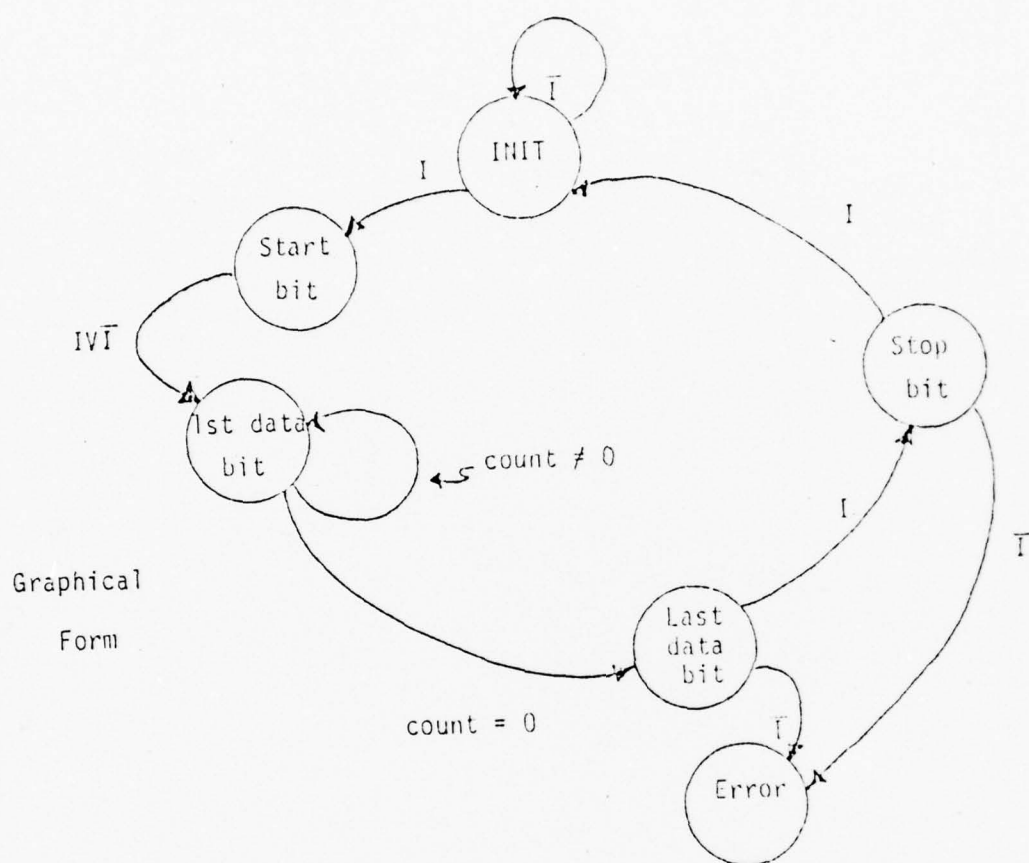 Ī
INIT
I
I
Start
bit
IVĪ
Stop
bit
1st data
bit
count ≠ 0
I
Ī
Graphical
Form
Last
data
bit
count = 0
Ī
Error